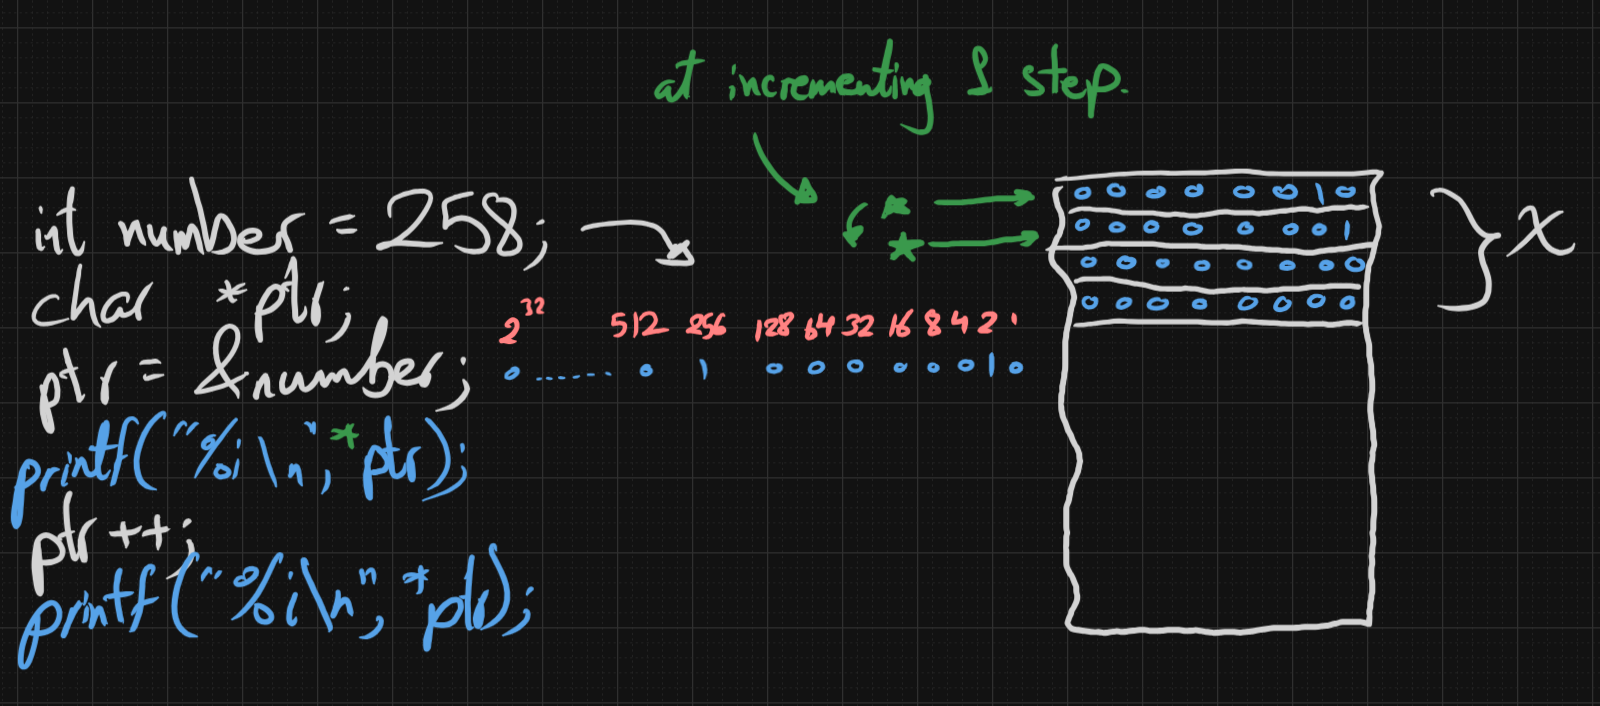 at incrementing 1 step.
int number = 258;
char *ptr;
ptr = &number;
printf("%i\n", *ptr);
ptr++;
printf("%i\n", *ptr);
2^32 512 256 128 64 32 16 8 4 2 1
0 ........ 0 1 0 0 0 0 0 0 1 0
0 0 0 0 0 0 1 0
0 0 0 0 0 0 0 1
0 0 0 0 0 0 0 0
0 0 0 0 0 0 0 0
X